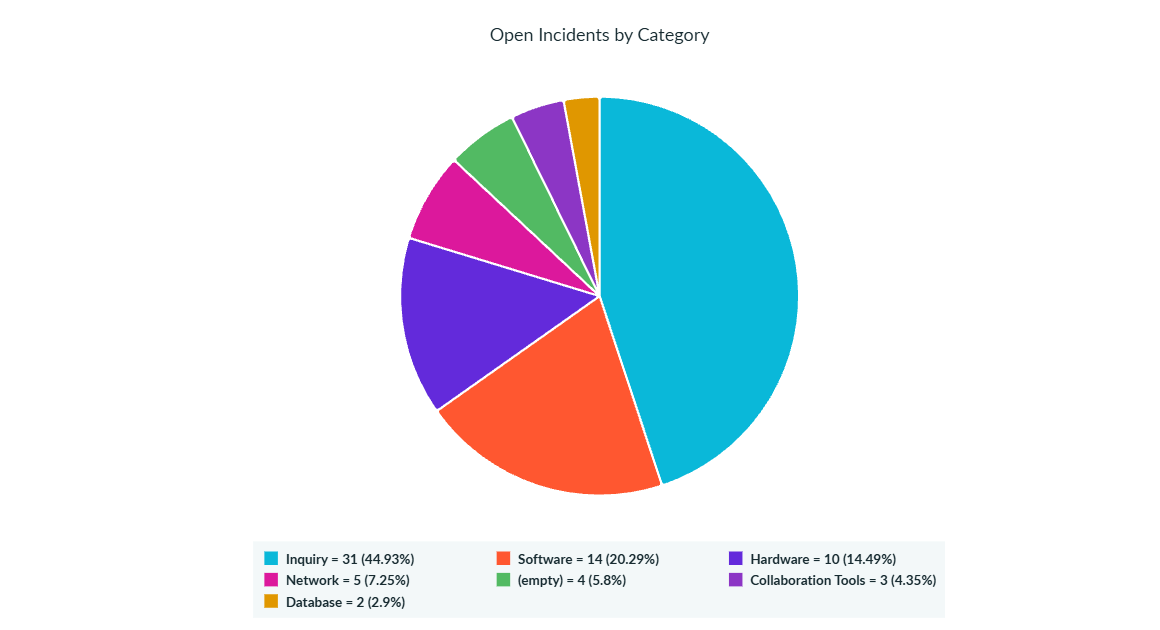 Open Incidents by Category
Inquiry = 31 (44.93%) Software = 14 (20.29%) Hardware = 10 (14.49%)
Network = 5 (7.25%) (empty) = 4 (5.8%) Collaboration Tools = 3 (4.35%)
Database = 2 (2.9%)